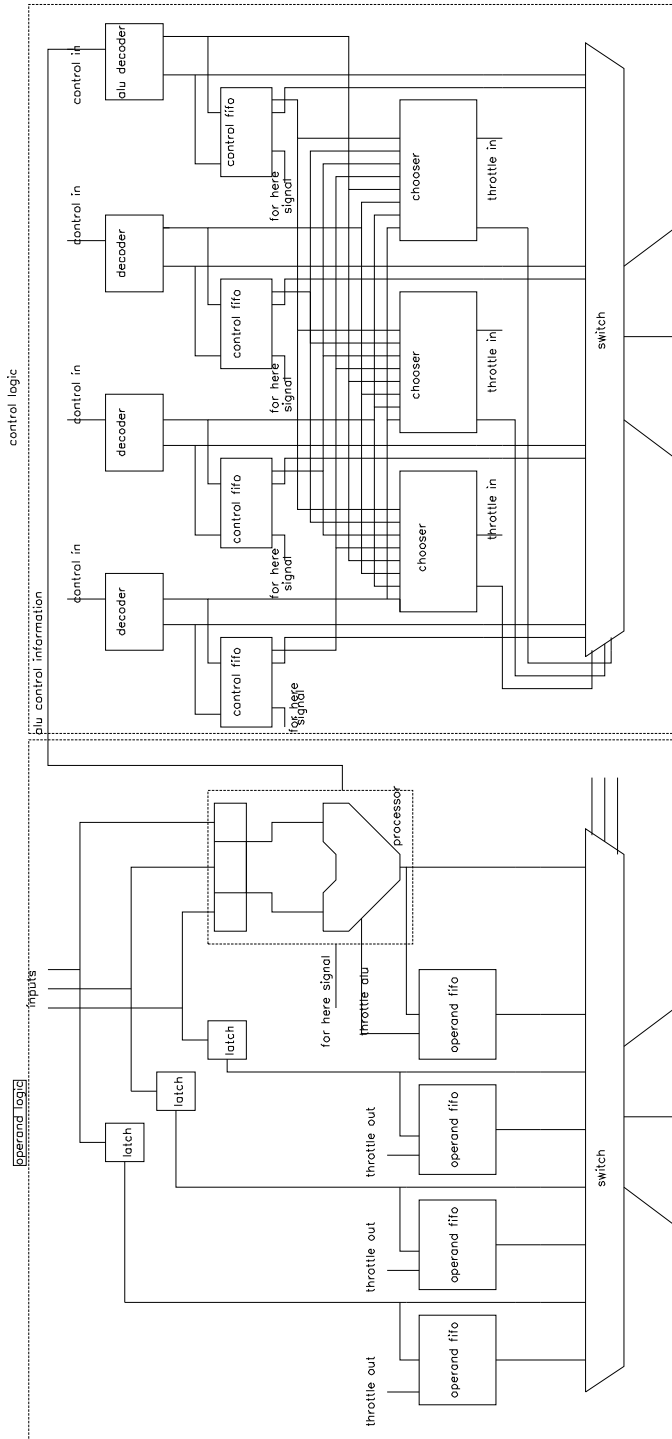 control logic
control in
alu decoder
control fifo
for here
signal
chooser
throttle in
control in
decoder
control fifo
for here
signal
chooser
throttle in
switch
control in
decoder
control fifo
for here
signal
chooser
throttle in
control in
decoder
control fifo
for here
signal
alu control information
operand logic
inputs
processor
for here signal
throttle alu
operand fifo
latch
throttle out
operand fifo
latch
throttle out
operand fifo
latch
throttle out
operand fifo
switch